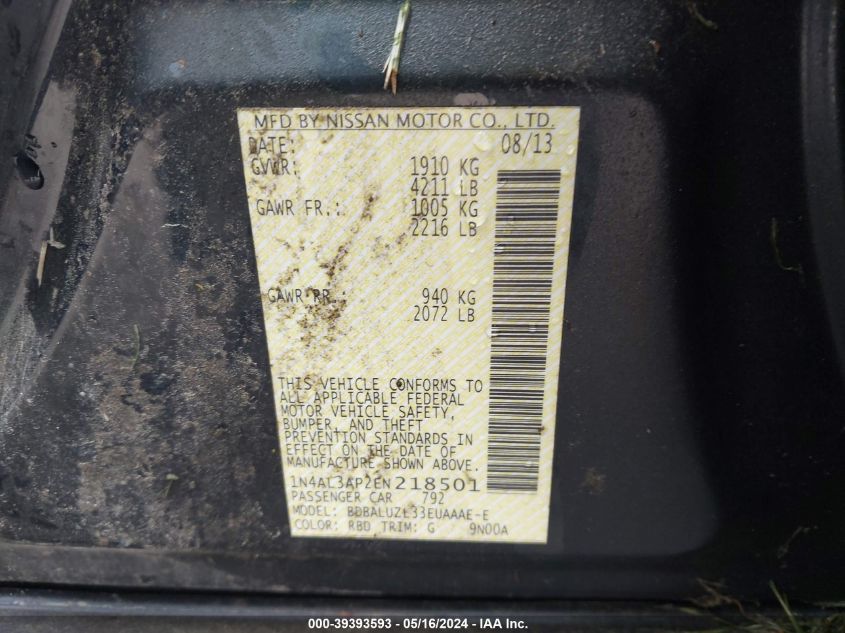 MFD BY NISSAN MOTOR CO., LTD.
DATE: 08/13
GVWR: 1910 KG
4211 LB
GAWR FR.: 1005 KG
2216 LB
GAWR RR.: 940 KG
2072 LB
THIS VEHICLE CONFORMS TO
ALL APPLICABLE FEDERAL
MOTOR VEHICLE SAFETY,
BUMPER, AND THEFT
PREVENTION STANDARDS IN
EFFECT ON THE DATE OF
MANUFACTURE SHOWN ABOVE.
1N4AL3AP2EN218501
PASSENGER CAR 792
MODEL: BDBALUZL33EUAAAE-E
COLOR: RBD TRIM: G 9N00A
000-39393593 - 05/16/2024 - IAA Inc.